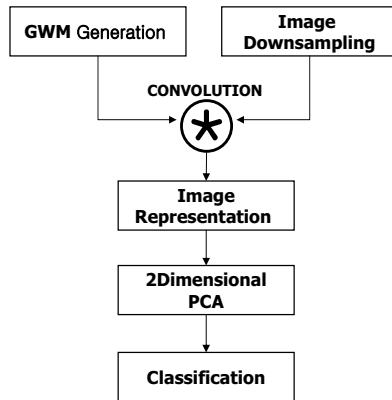 GWM Generation
Image
Downsampling
CONVOLUTION
*
Image
Representation
2Dimensional
PCA
Classification